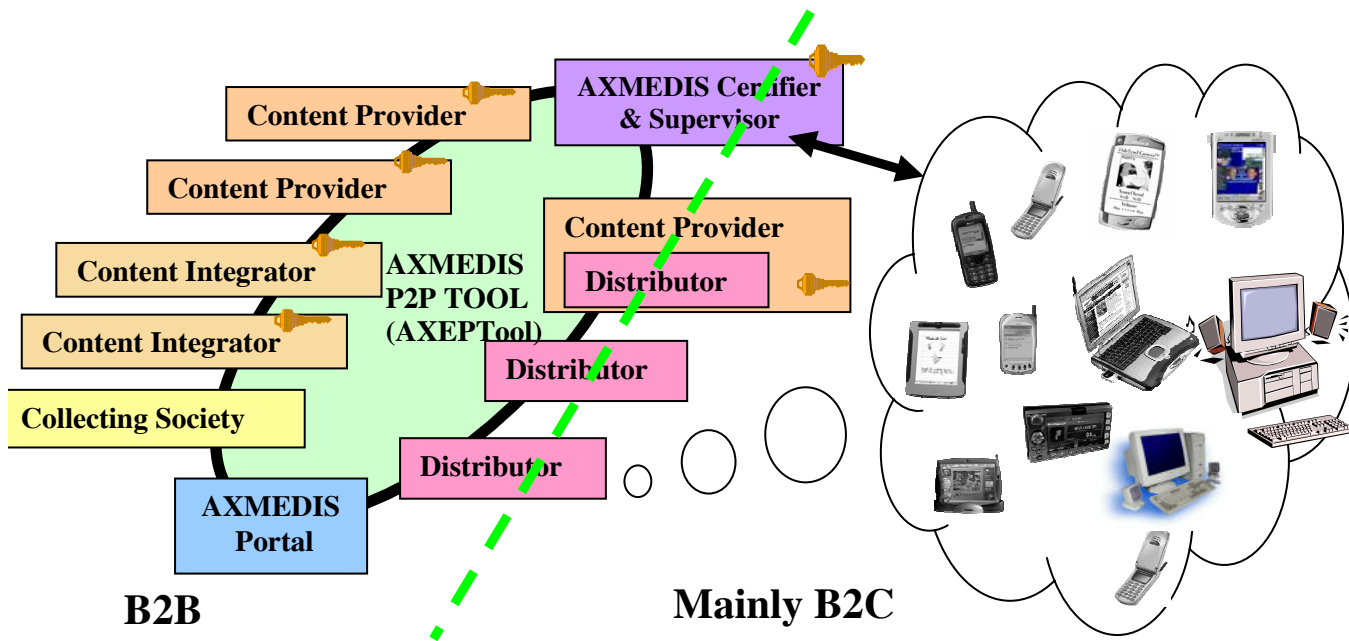 AXMEDIS Certifier
& Supervisor
Content Provider
Content Provider
Content Provider
Distributor
Content Integrator
AXMEDIS
P2P TOOL
(AXEPTool)
Content Integrator
Distributor
Collecting Society
Distributor
AXMEDIS
Portal
B2B
Mainly B2C